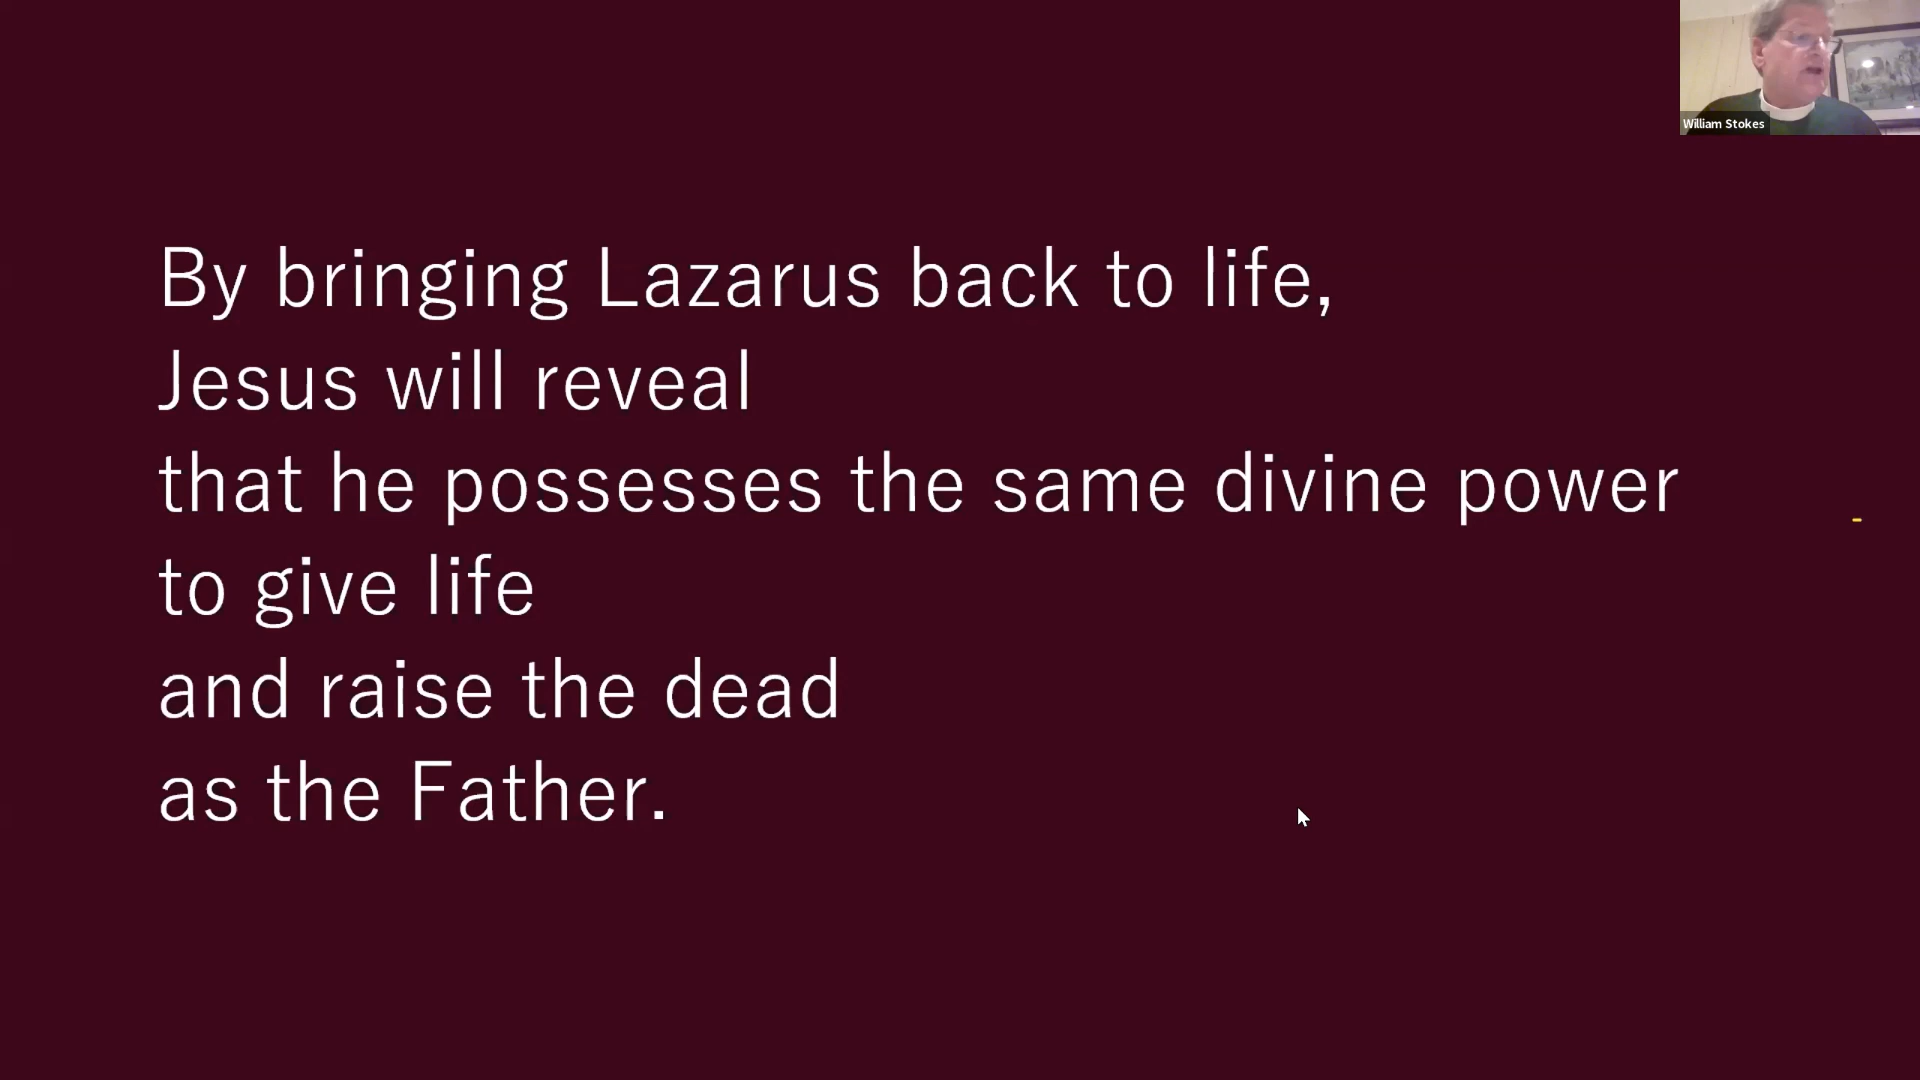 William Stokes
By bringing Lazarus back to life,
Jesus will reveal
that he possesses the same divine power
to give life
and raise the dead
as the Father.